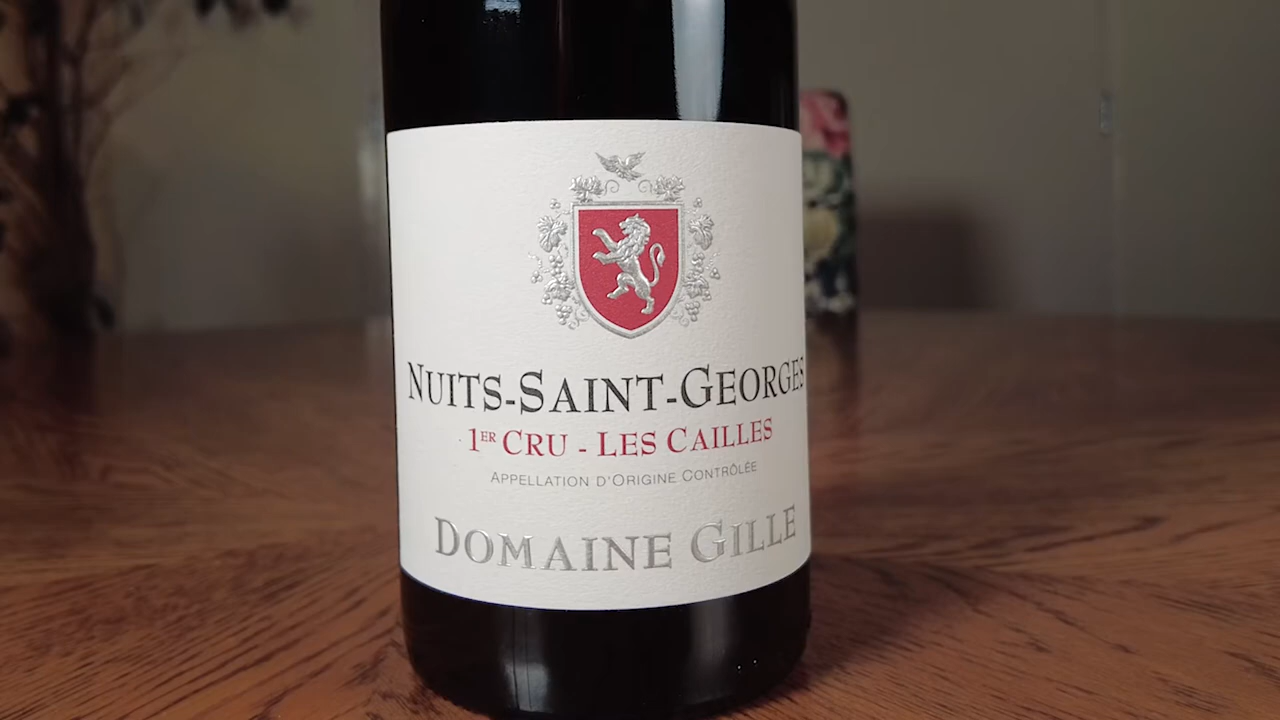 NUITS-SAINT-GEORGES
1ER CRU - LES CAILLES
APPELLATION D'ORIGINE CONTRÔLÉE
DOMAINE GILLE